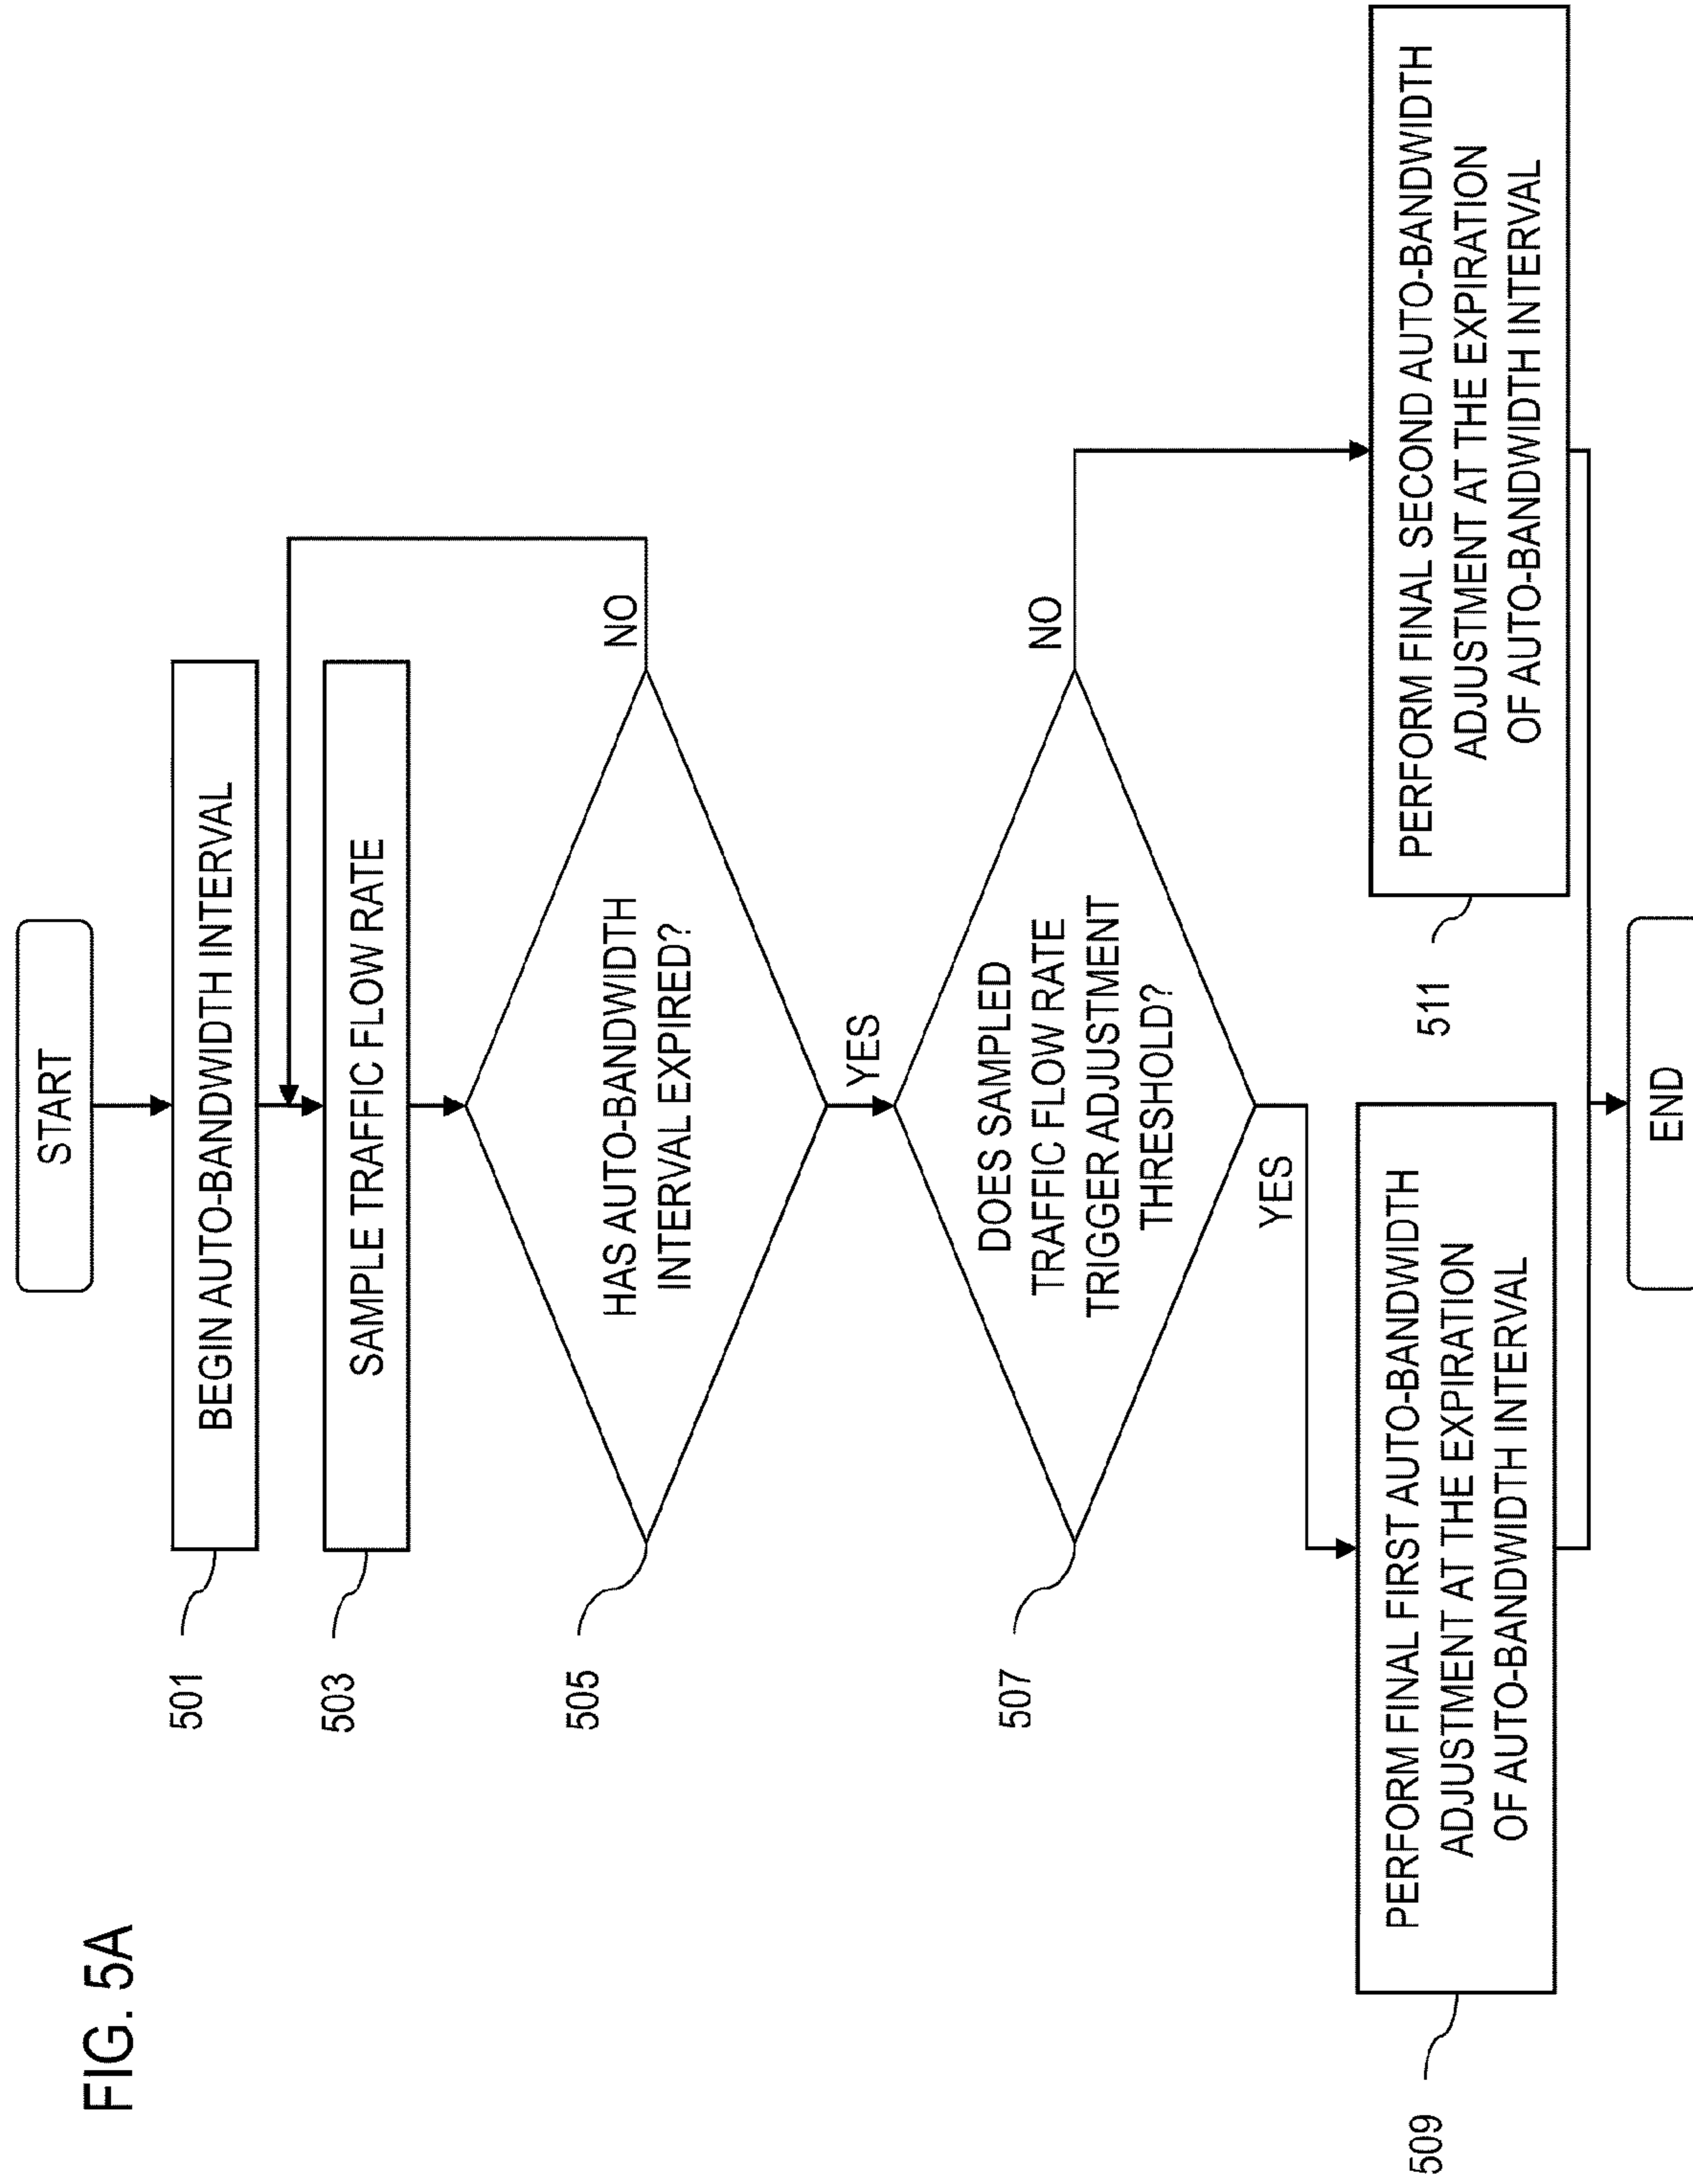 FIG. 5A
START
501
BEGIN AUTO-BANDWIDTH INTERVAL
503
SAMPLE TRAFFIC FLOW RATE
505
HAS AUTO-BANDWIDTH
INTERVAL EXPIRED?
NO
YES
507
DOES SAMPLED
TRAFFIC FLOW RATE
TRIGGER ADJUSTMENT
THRESHOLD?
NO
YES
509
PERFORM FINAL FIRST AUTO-BANDWIDTH
ADJUSTMENT AT THE EXPIRATION
OF AUTO-BANDWIDTH INTERVAL
511
PERFORM FINAL SECOND AUTO-BANDWIDTH
ADJUSTMENT AT THE EXPIRATION
OF AUTO-BANDWIDTH INTERVAL
END